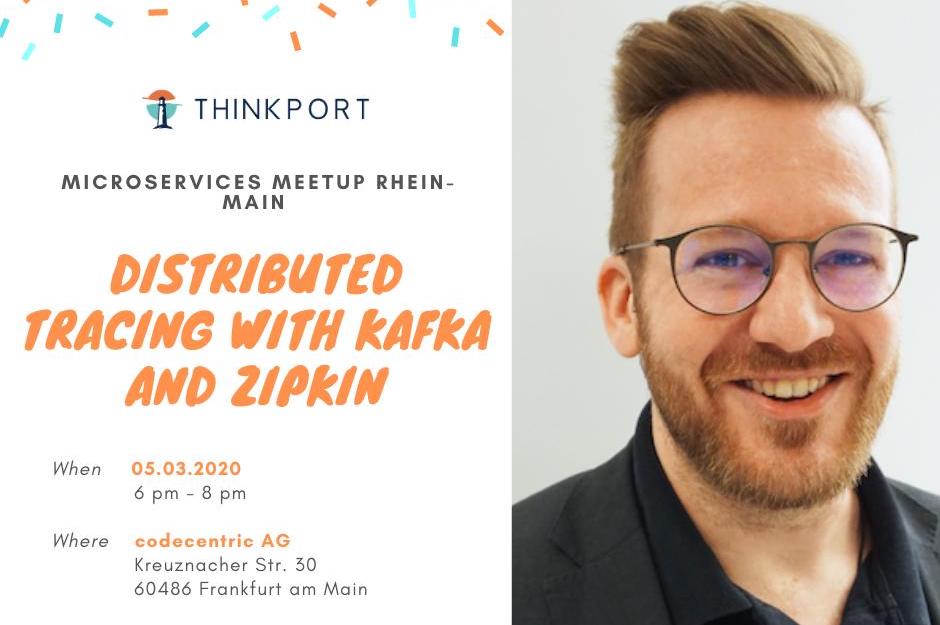 THINKPORT
MICROSERVICES MEETUP RHEIN-
MAIN
DISTRIBUTED
TRACING WITH KAFKA
AND ZIPKIN
When 05.03.2020
6 pm - 8 pm
Where codecentric AG
Kreuznacher Str. 30
60486 Frankfurt am Main